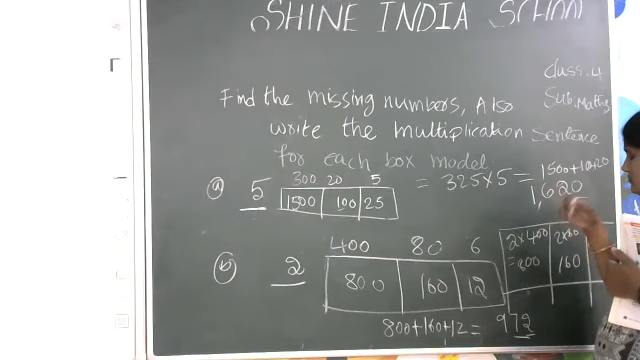 SHINE INDIA SCHOOL
Class.4
Sub.Maths
Find the missing numbers, Also
write the multiplication sentence
for each box model
(a) 5
300 20 5
1500 100 25
= 325×5 = 1500+100+20
1,620
(b) 2
400 80 6
800 160 12
800+160+12 = 972
2×400 2×80
=800 160